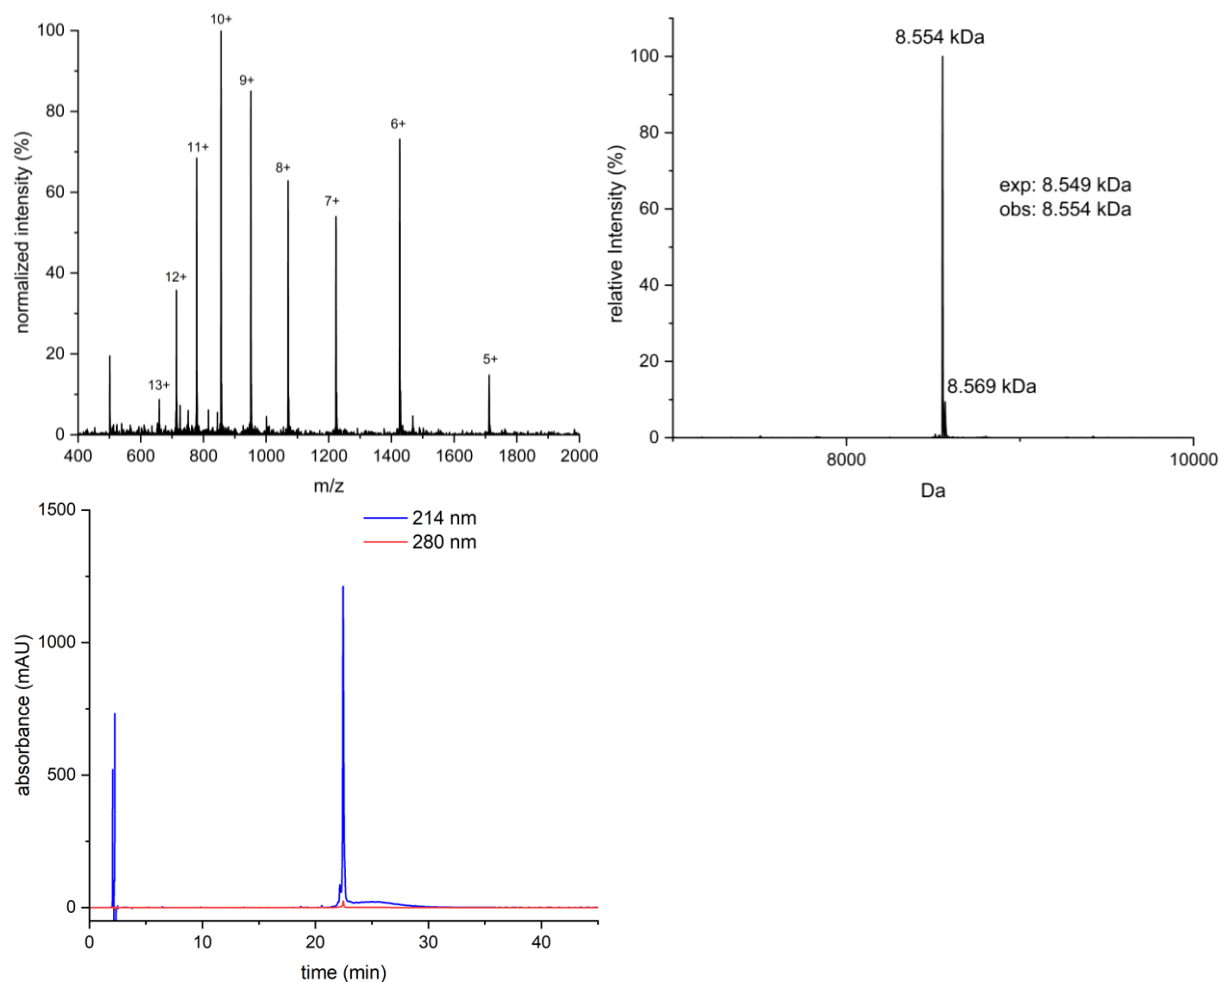 normalized intensity (%)
100
80
60
40
20
0
13+
12+
11+
10+
9+
8+
7+
6+
5+
400 600 800 1000 1200 1400 1600 1800 2000
m/z
relative Intensity (%)
100
80
60
40
20
0
8.554 kDa
exp: 8.549 kDa
obs: 8.554 kDa
8.569 kDa
8000 10000
Da
absorbance (mAU)
1500
1000
500
0
214 nm
280 nm
0 10 20 30 40
time (min)